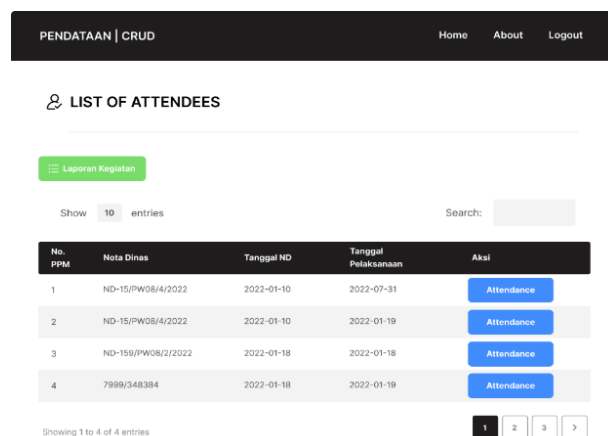 PENDATAAN | CRUD Home About Logout
LIST OF ATTENDEES
Laporan Kegiatan
Show 10 entries Search:
No. PPM Nota Dinas Tanggal ND Tanggal Pelaksanaan Aksi
1 ND-15/PW08/4/2022 2022-01-10 2022-07-31 Attendance
2 ND-15/PW08/4/2022 2022-01-10 2022-01-19 Attendance
3 ND-159/PW08/2/2022 2022-01-18 2022-01-18 Attendance
4 7999/348384 2022-01-18 2022-01-19 Attendance
Showing 1 to 4 of 4 entries 1 2 3 >